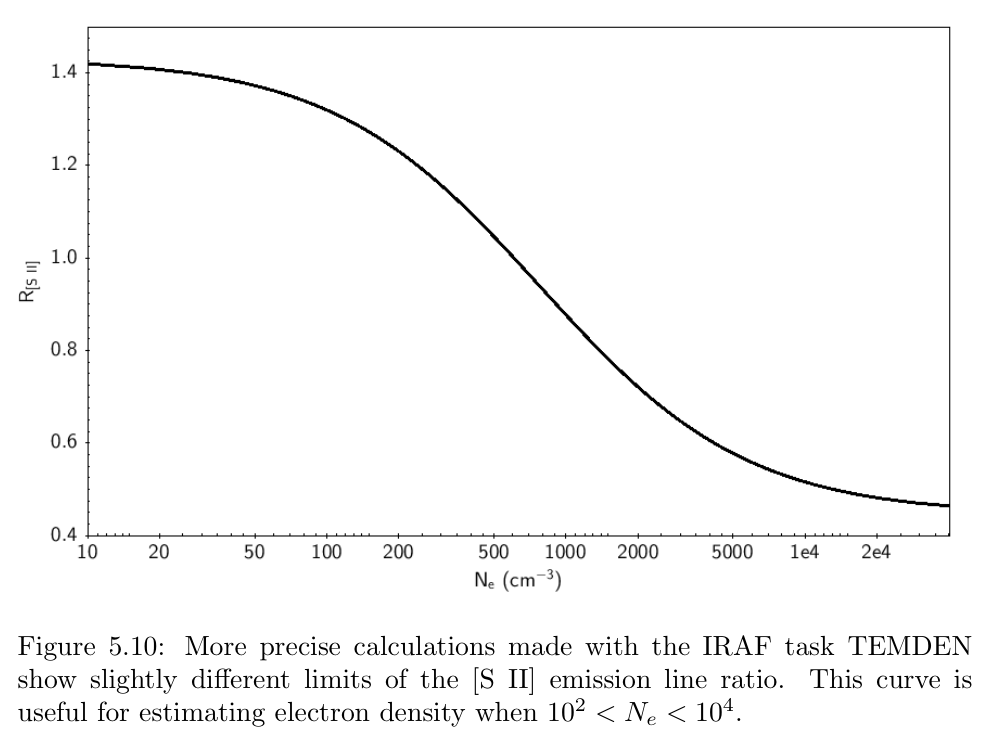 1.4
1.2
1.0
0.8
0.6
0.4
R[S II]
10 20 50 100 200 500 1000 2000 5000 1e4 2e4
Nₑ (cm⁻³)
Figure 5.10: More precise calculations made with the IRAF task TEMDEN
show slightly different limits of the [S II] emission line ratio. This curve is
useful for estimating electron density when 10² < Nₑ < 10⁴.